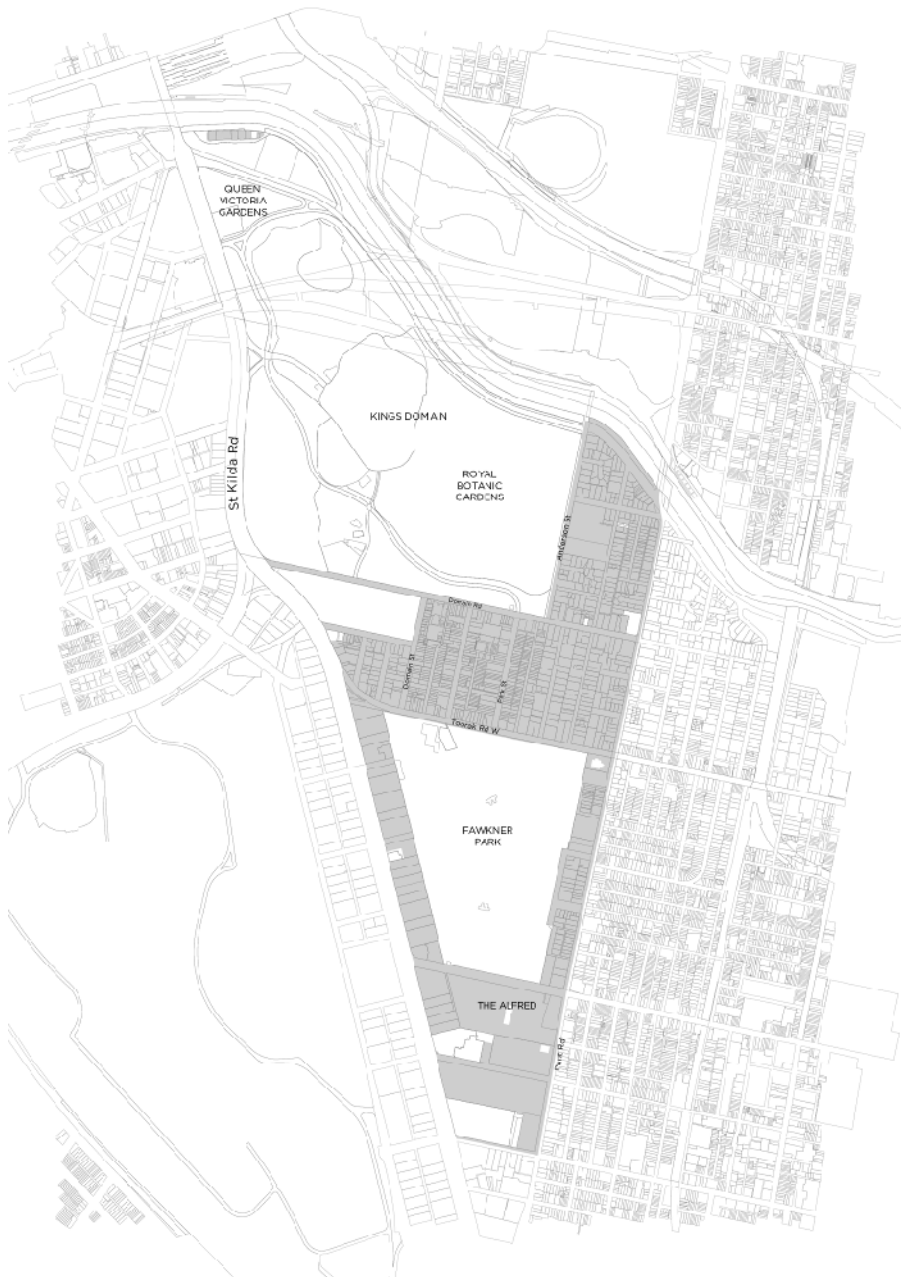 QUEEN
VICTORIA
GARDENS
KINGS DOMAN
St Kilda Rd
ROYAL
BOTANIC
GARDENS
Anderson St
Domain Rd
Domain St
Park St
Toorak Rd W
FAWKNER
PARK
THE ALFRED
Punt Rd